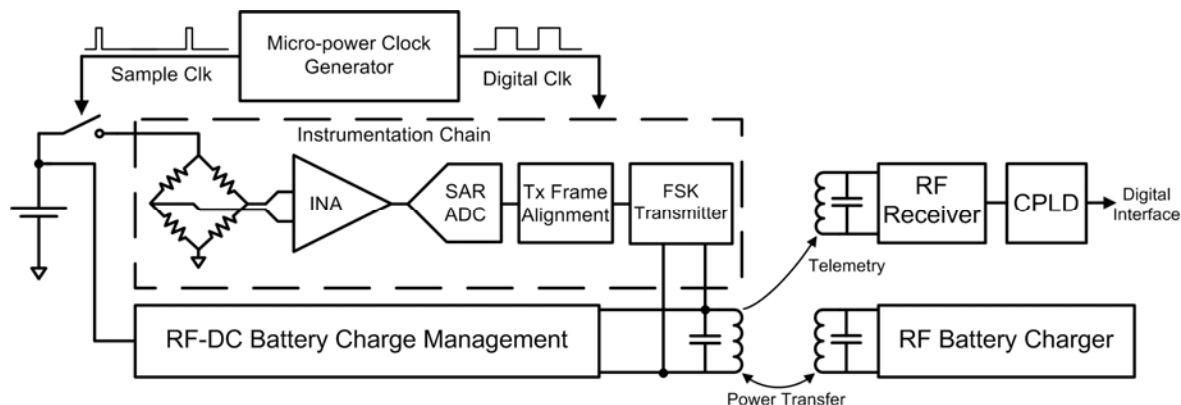 Micro-power Clock
Generator
Sample Clk
Digital Clk
Instrumentation Chain
INA
SAR
ADC
Tx Frame
Alignment
FSK
Transmitter
RF
Receiver
CPLD
Digital
Interface
Telemetry
RF-DC Battery Charge Management
RF Battery Charger
Power Transfer